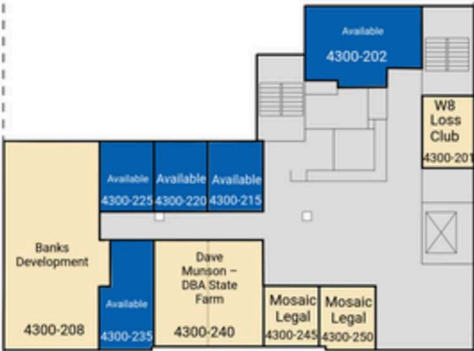 Available
4300-202
W8
Loss
Club
4300-201
Available
4300-225
Available
4300-220
Available
4300-215
Banks
Development
4300-208
Available
4300-235
Dave
Munson –
DBA State
Farm
4300-240
Mosaic
Legal
4300-245
Mosaic
Legal
4300-250